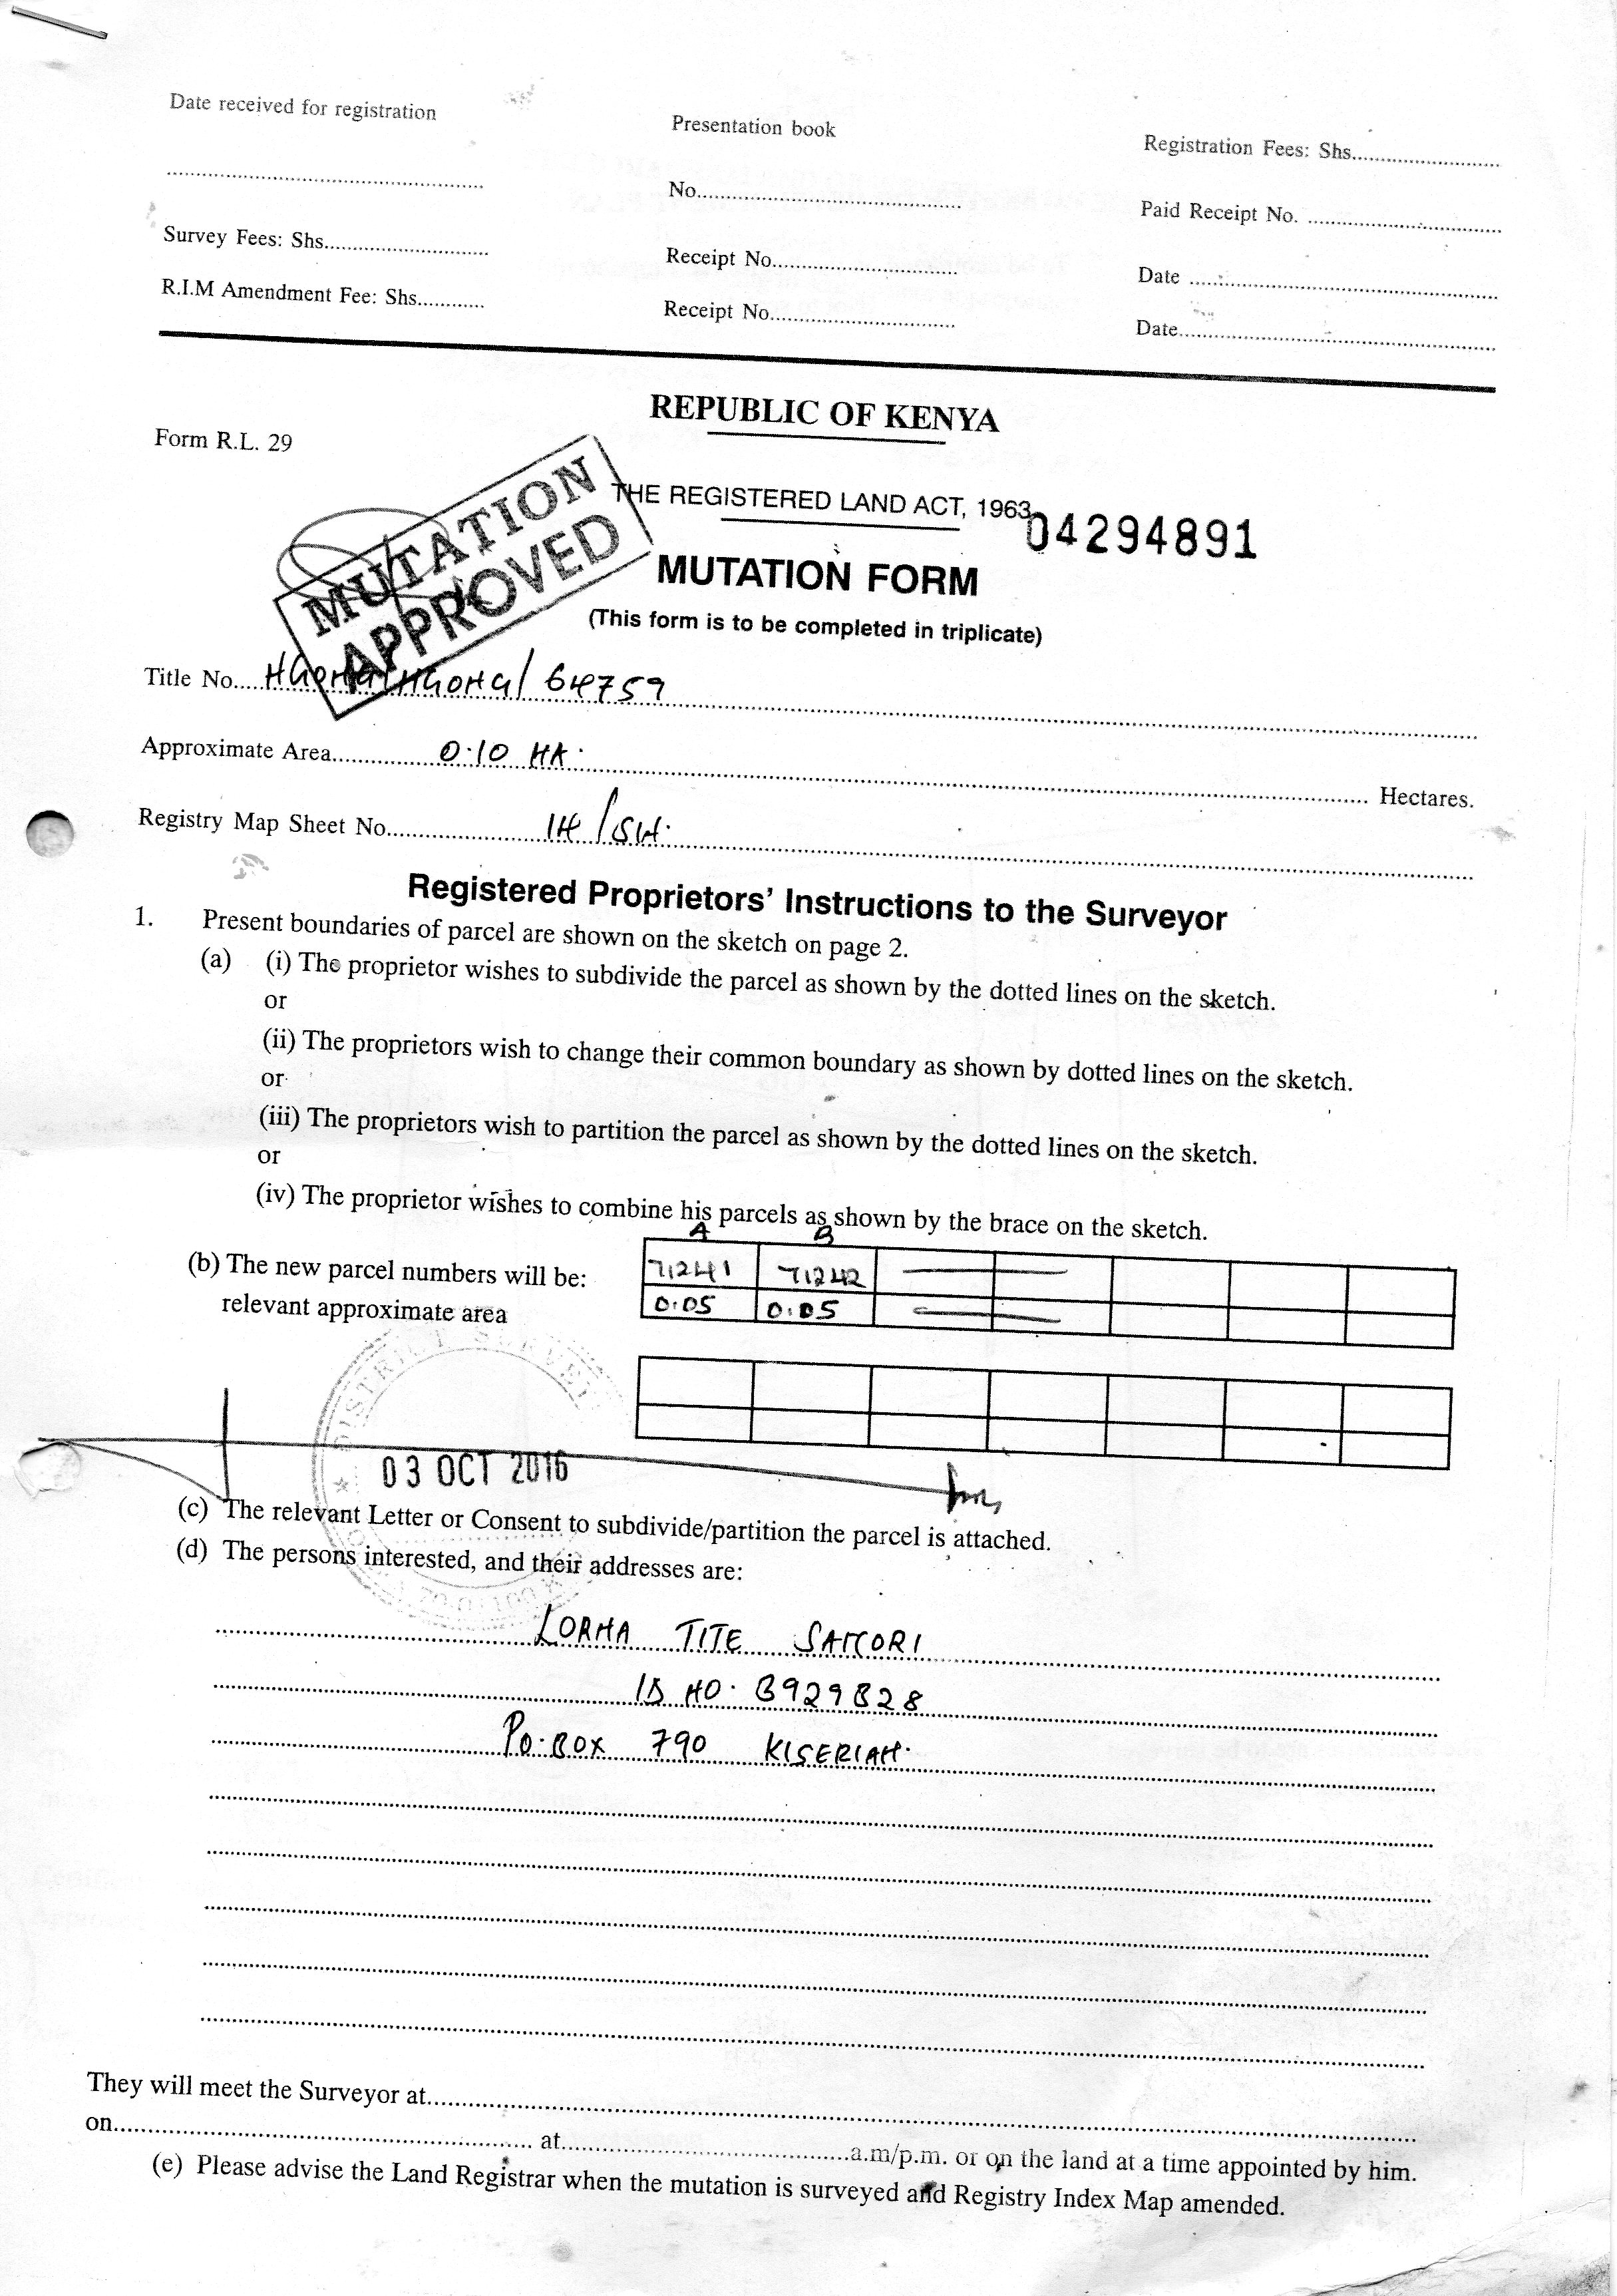 Date received for registration
Presentation book
Registration Fees: Shs............................
........................................................
No................................................
Paid Receipt No. ....................................
Survey Fees: Shs.............................
Receipt No..................................
Date ........................................................
R.I.M Amendment Fee: Shs............
Receipt No..................................
Date..........................................................
REPUBLIC OF KENYA
Form R.L. 29
THE REGISTERED LAND ACT, 1963
04294891
MUTATION
APPROVED
MUTATION FORM
(This form is to be completed in triplicate)
Title No..... 64759
Approximate Area.............. 0.10 HA. Hectares.
Registry Map Sheet No................
Registered Proprietors' Instructions to the Surveyor
1. Present boundaries of parcel are shown on the sketch on page 2.
(a) (i) The proprietor wishes to subdivide the parcel as shown by the dotted lines on the sketch.
or
(ii) The proprietors wish to change their common boundary as shown by dotted lines on the sketch.
or
(iii) The proprietors wish to partition the parcel as shown by the dotted lines on the sketch.
or
(iv) The proprietor wishes to combine his parcels as shown by the brace on the sketch.
A B
(b) The new parcel numbers will be: 71241 71242
relevant approximate area 0.05 0.05
DISTRICT SURVEY
03 OCT 2016
(c) The relevant Letter or Consent to subdivide/partition the parcel is attached.
(d) The persons interested, and their addresses are:
LORNA TITE
ID NO. B929828
P.O. BOX 790 KISERIAN.
They will meet the Surveyor at........................................
on............................ at............................a.m/p.m. or on the land at a time appointed by him.
(e) Please advise the Land Registrar when the mutation is surveyed and Registry Index Map amended.